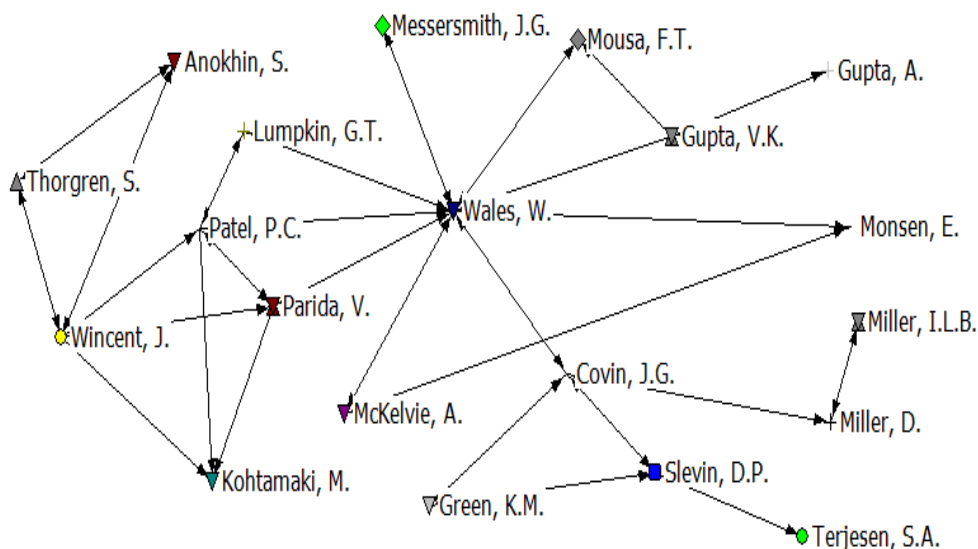 Messersmith, J.G.
Mousa, F.T.
Anokhin, S.
Gupta, A.
Lumpkin, G.T.
Gupta, V.K.
Thorgren, S.
Wales, W.
Patel, P.C.
Monsen, E.
Parida, V.
Miller, I.L.B.
Wincent, J.
Covin, J.G.
McKelvie, A.
Miller, D.
Slevin, D.P.
Kohtamaki, M.
Green, K.M.
Terjesen, S.A.